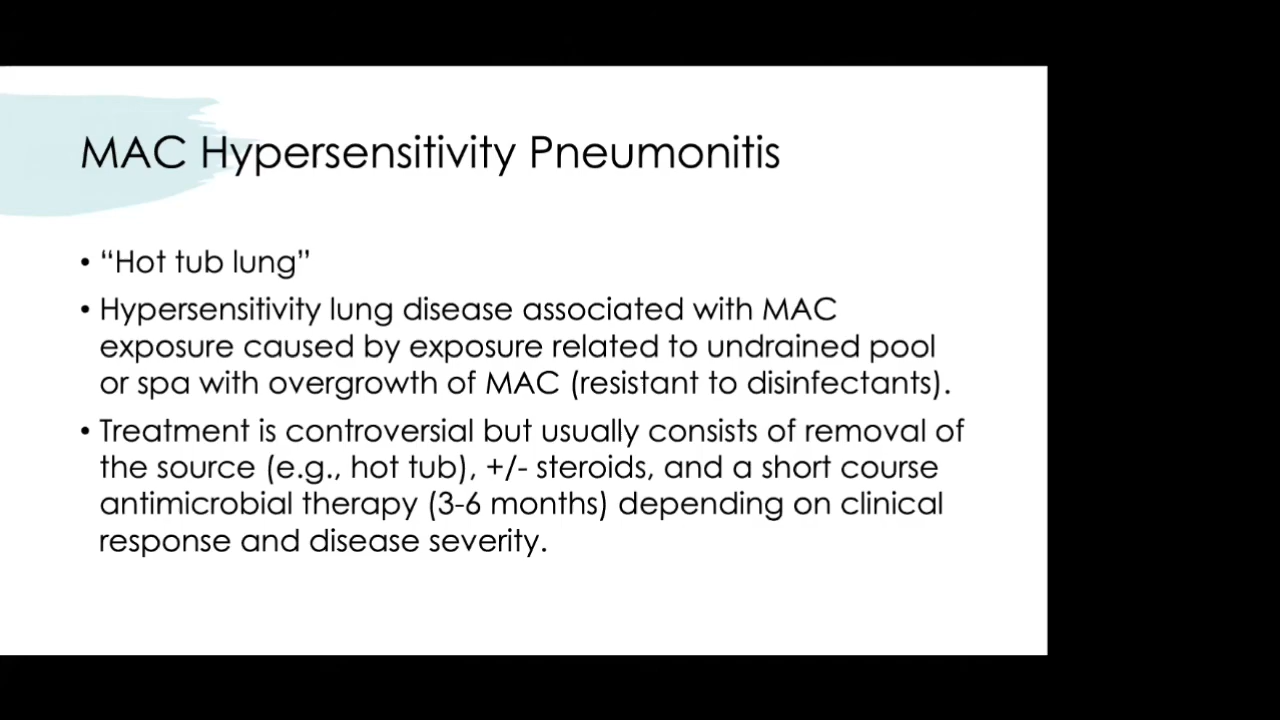 MAC Hypersensitivity Pneumonitis
• “Hot tub lung”
• Hypersensitivity lung disease associated with MAC
exposure caused by exposure related to undrained pool
or spa with overgrowth of MAC (resistant to disinfectants).
• Treatment is controversial but usually consists of removal of
the source (e.g., hot tub), +/- steroids, and a short course
antimicrobial therapy (3-6 months) depending on clinical
response and disease severity.